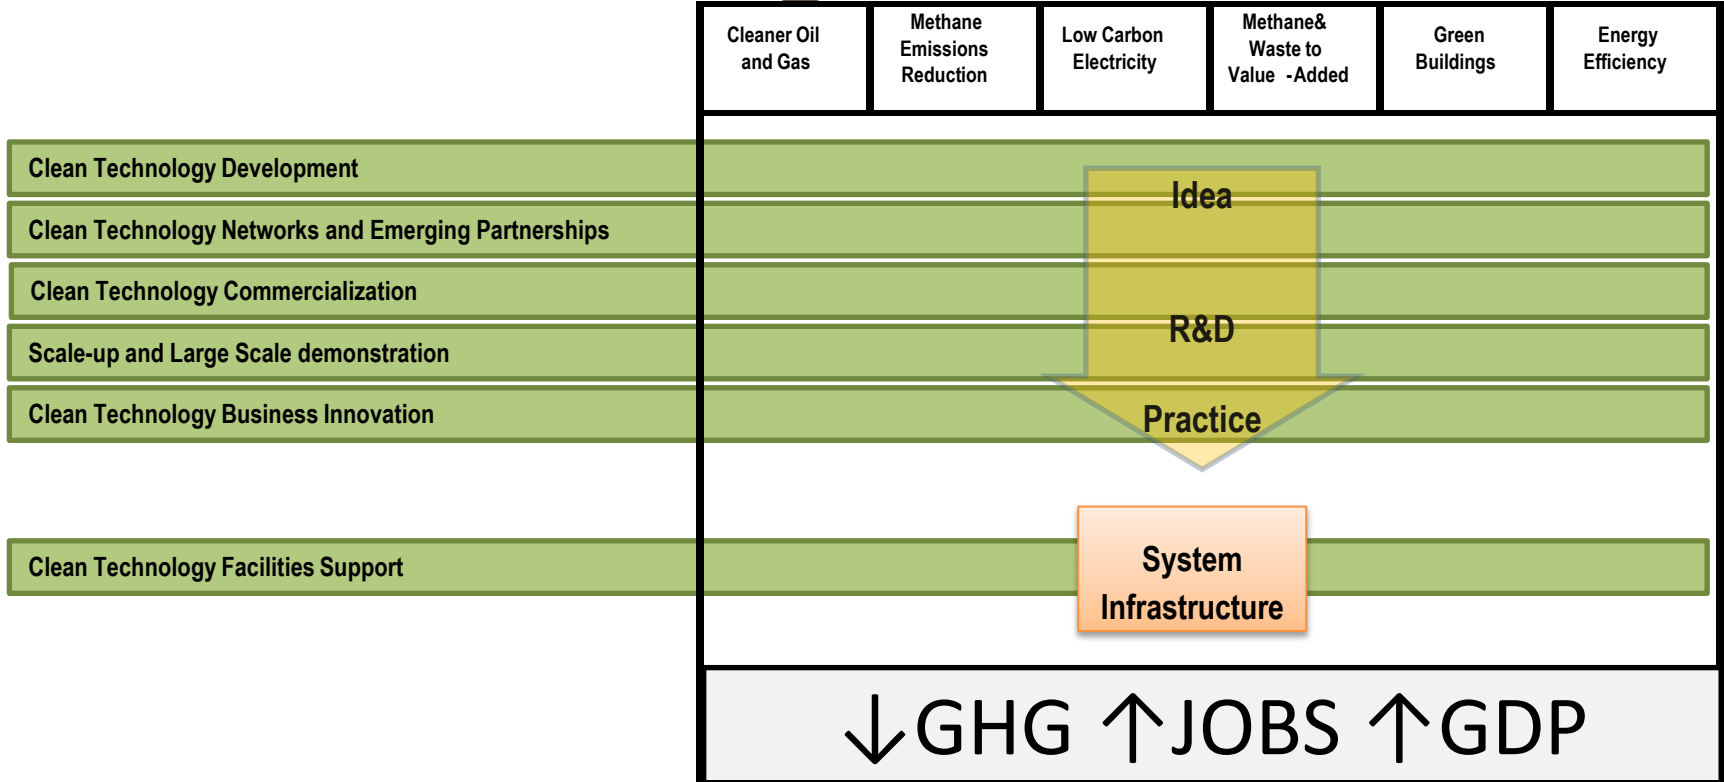 Cleaner Oil
and Gas
Methane
Emissions
Reduction
Low Carbon
Electricity
Methane&
Waste to
Value -Added
Green
Buildings
Energy
Efficiency
Clean Technology Development
Idea
Clean Technology Networks and Emerging Partnerships
Clean Technology Commercialization
R&D
Scale-up and Large Scale demonstration
Clean Technology Business Innovation
Practice
Clean Technology Facilities Support
System
Infrastructure
↓GHG ↑JOBS ↑GDP